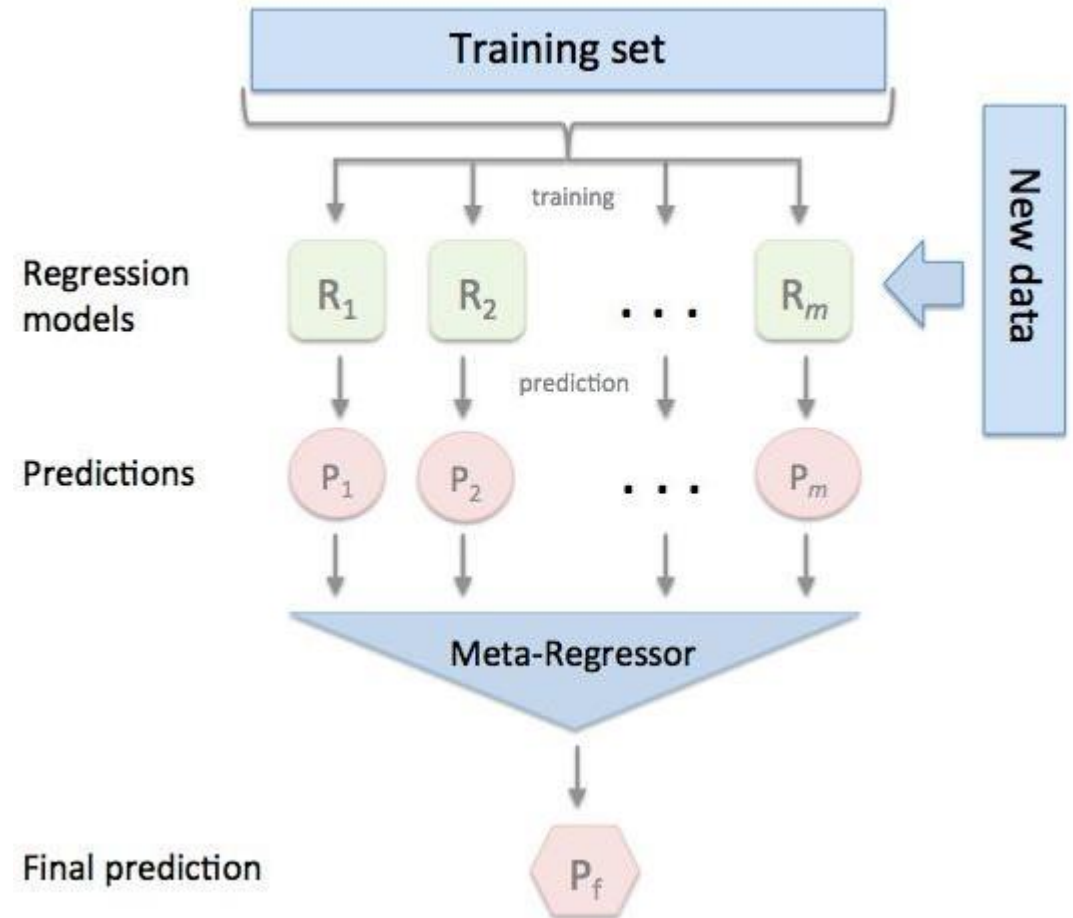 Training set
training
New data
Regression
models
R1
R2
. . .
Rm
prediction
Predictions
P1
P2
. . .
Pm
Meta-Regressor
Final prediction
Pf